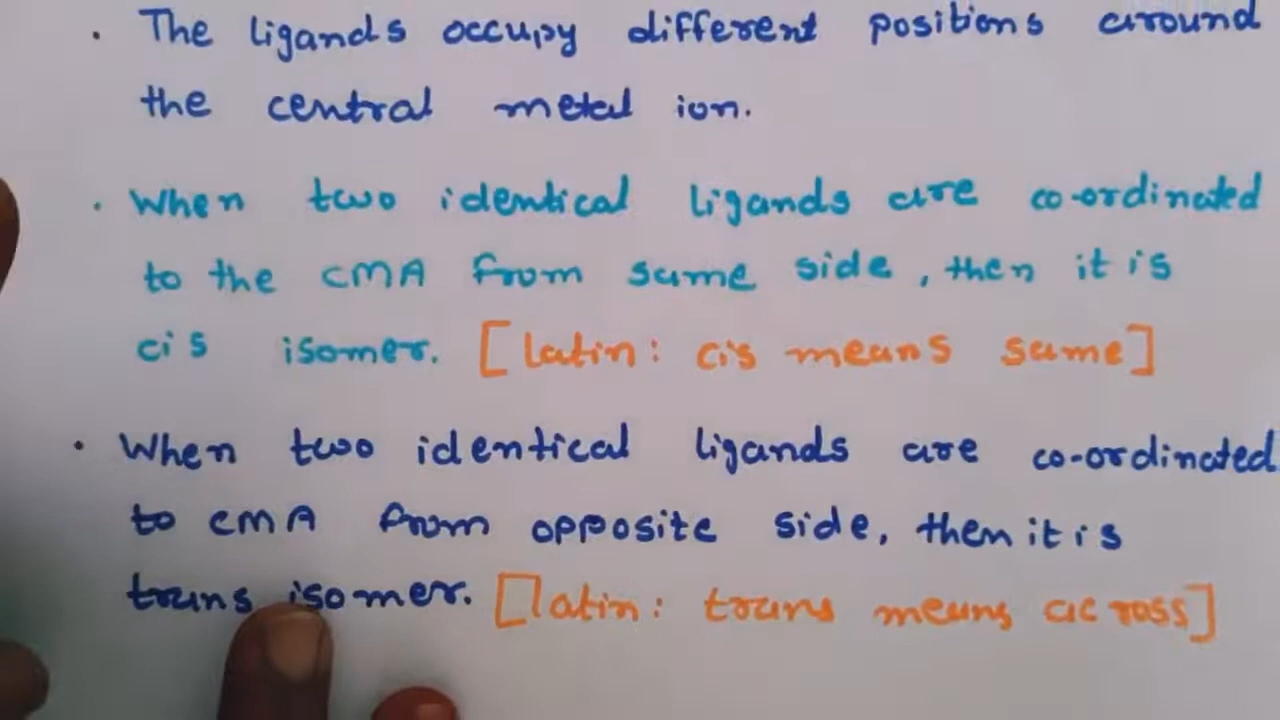 · The ligands occupy different positions around
the central metal ion.
· When two identical ligands are co-ordinated
to the CMA from same side, then it is
cis isomer. [latin: cis means same]
· When two identical ligands are co-ordinated
to CMA from opposite side, then it is
trans isomer. [latin: trans means across]